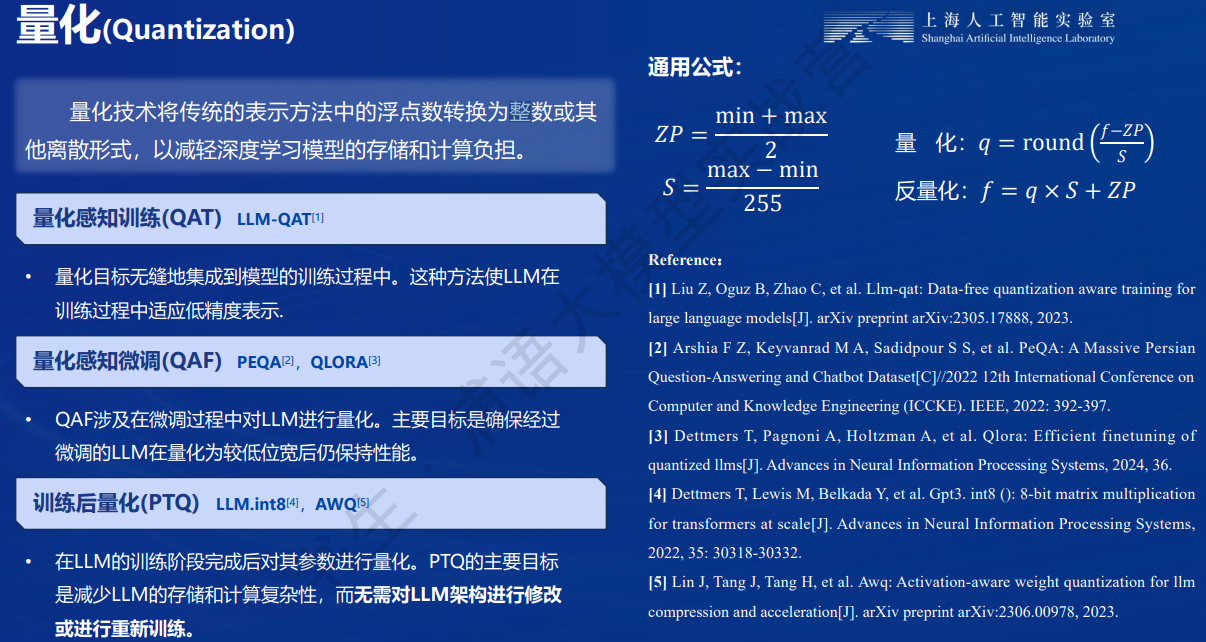 量化(Quantization)
上海人工智能实验室
Shanghai Artificial Intelligence Laboratory
量化技术将传统的表示方法中的浮点数转换为整数或其
他离散形式，以减轻深度学习模型的存储和计算负担。
量化感知训练(QAT) LLM-QAT[1]
• 量化目标无缝地集成到模型的训练过程中。这种方法使LLM在
训练过程中适应低精度表示.
量化感知微调(QAF) PEQA[2]，QLORA[3]
• QAF涉及在微调过程中对LLM进行量化。主要目标是确保经过
微调的LLM在量化为较低位宽后仍保持性能。
训练后量化(PTQ) LLM.int8[4]，AWQ[5]
• 在LLM的训练阶段完成后对其参数进行量化。PTQ的主要目标
是减少LLM的存储和计算复杂性，而无需对LLM架构进行修改
或进行重新训练。
通用公式：
ZP = (min + max) / 2
S = (max − min) / 255
量 化：q = round((f−ZP)/S)
反量化：f = q × S + ZP
Reference：
[1] Liu Z, Oguz B, Zhao C, et al. Llm-qat: Data-free quantization aware training for
large language models[J]. arXiv preprint arXiv:2305.17888, 2023.
[2] Arshia F Z, Keyvanrad M A, Sadidpour S S, et al. PeQA: A Massive Persian
Question-Answering and Chatbot Dataset[C]//2022 12th International Conference on
Computer and Knowledge Engineering (ICCKE). IEEE, 2022: 392-397.
[3] Dettmers T, Pagnoni A, Holtzman A, et al. Qlora: Efficient finetuning of
quantized llms[J]. Advances in Neural Information Processing Systems, 2024, 36.
[4] Dettmers T, Lewis M, Belkada Y, et al. Gpt3. int8 (): 8-bit matrix multiplication
for transformers at scale[J]. Advances in Neural Information Processing Systems,
2022, 35: 30318-30332.
[5] Lin J, Tang J, Tang H, et al. Awq: Activation-aware weight quantization for llm
compression and acceleration[J]. arXiv preprint arXiv:2306.00978, 2023.